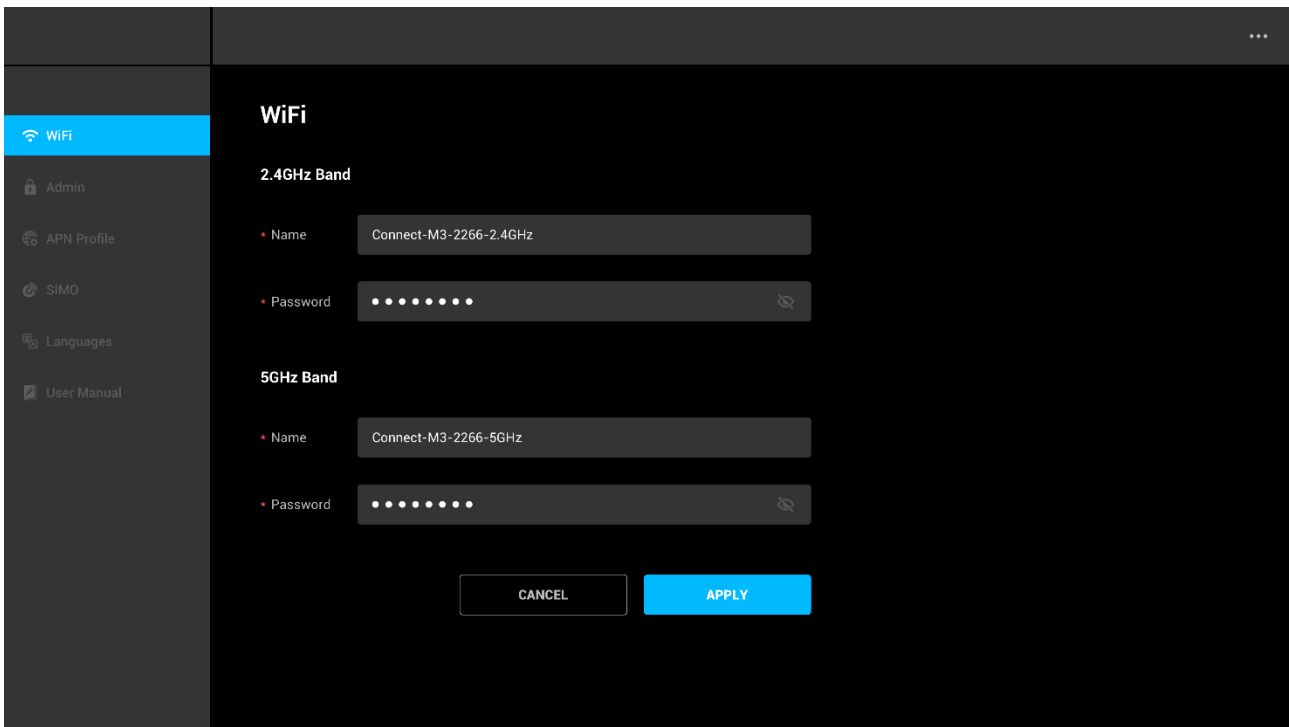 ...
WiFi
Admin
APN Profile
SIMO
Languages
User Manual
WiFi
2.4GHz Band
* Name
Connect-M3-2266-2.4GHz
* Password
••••••••
5GHz Band
* Name
Connect-M3-2266-5GHz
* Password
••••••••
CANCEL
APPLY